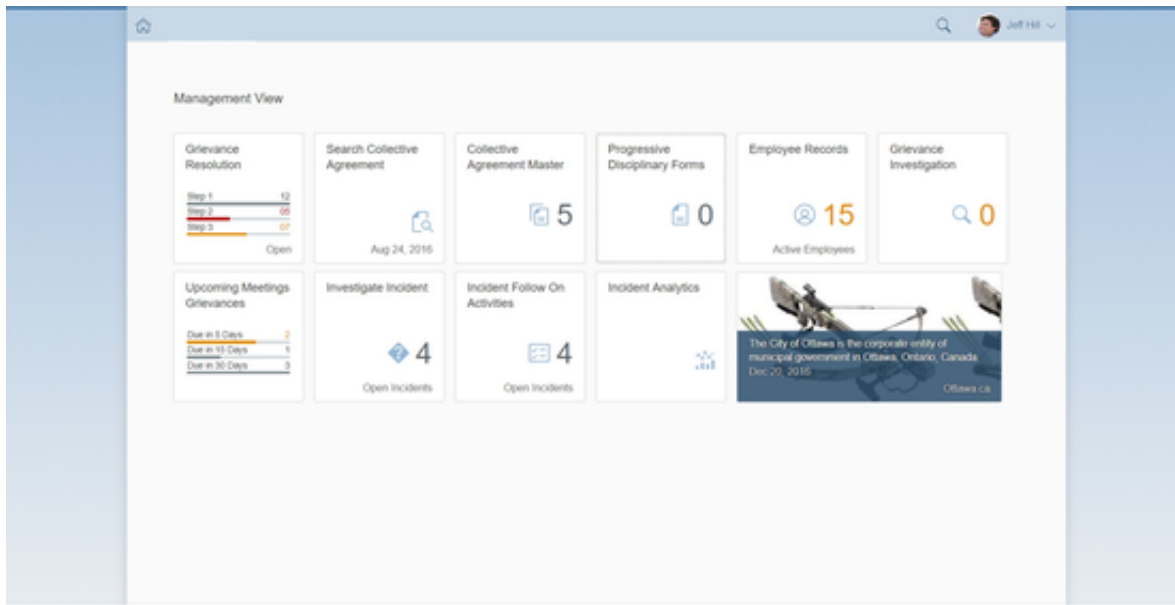 Jeff Hill
Management View
Grievance
Resolution
Step 1 12
Step 2 05
Step 3 07
Open
Search Collective
Agreement
Aug 24, 2016
Collective
Agreement Master
5
Progressive
Disciplinary Forms
0
Employee Records
15
Active Employees
Grievance
Investigation
0
Upcoming Meetings
Grievances
Due in 5 Days 2
Due in 15 Days 1
Due in 30 Days 3
Investigate Incident
4
Open Incidents
Incident Follow On
Activities
4
Open Incidents
Incident Analytics
The City of Ottawa is the corporate entity of
municipal government in Ottawa, Ontario, Canada
Dec 20, 2016
Ottawa.ca